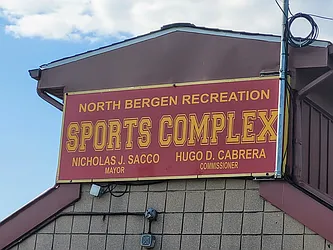 NORTH BERGEN RECREATION
SPORTS COMPLEX
NICHOLAS J. SACCO HUGO D. CABRERA
MAYOR COMMISSIONER